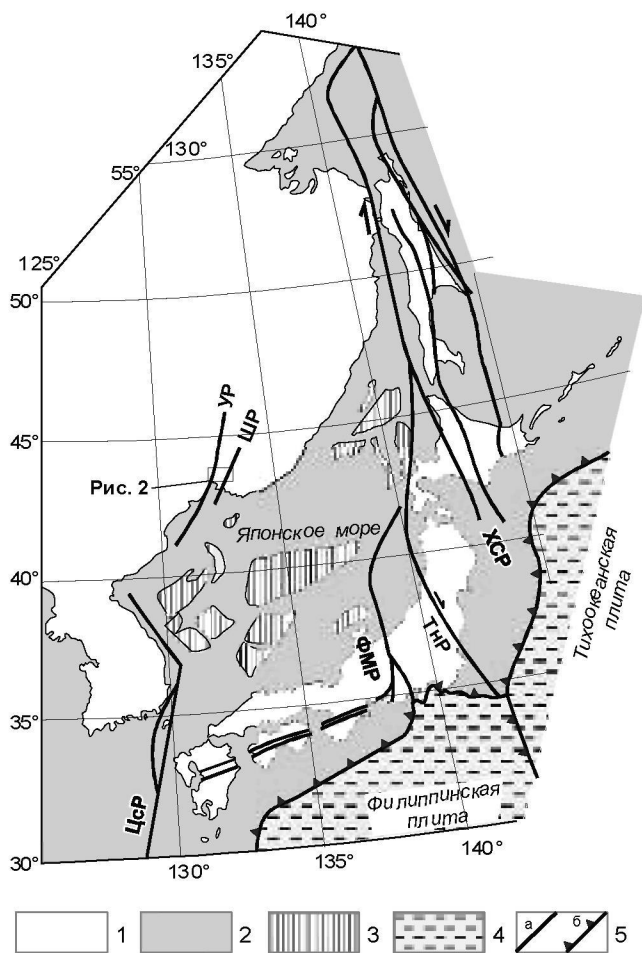 140°
135°
130°
55°
125°
50°
УР
ШР
45°
Рис. 2
Японское море
ХСР
40°
Тихоокеанская
плита
ФМР
ТнР
35°
ЦсР
Филиппинская
плита
30°
130°
135°
140°
1
2
3
4
а
б
5